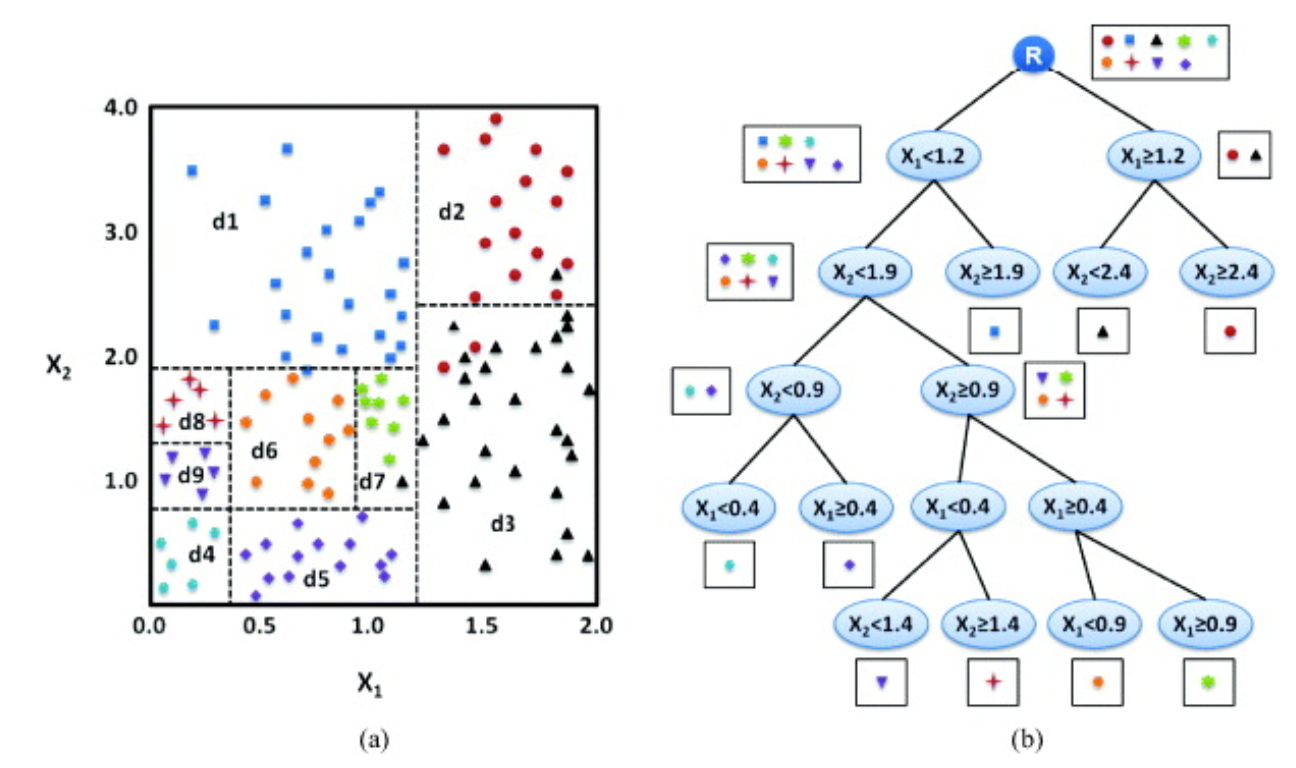 4.0
3.0
2.0
1.0
X2
d1
d2
d8
d6
d9
d7
d4
d5
d3
0.0 0.5 1.0 1.5 2.0
X1
(a)
R
X1<1.2 X1≥1.2
X2<1.9 X2≥1.9 X2<2.4 X2≥2.4
X2<0.9 X2≥0.9
X1<0.4 X1≥0.4 X1<0.4 X1≥0.4
X2<1.4 X2≥1.4 X1<0.9 X1≥0.9
(b)